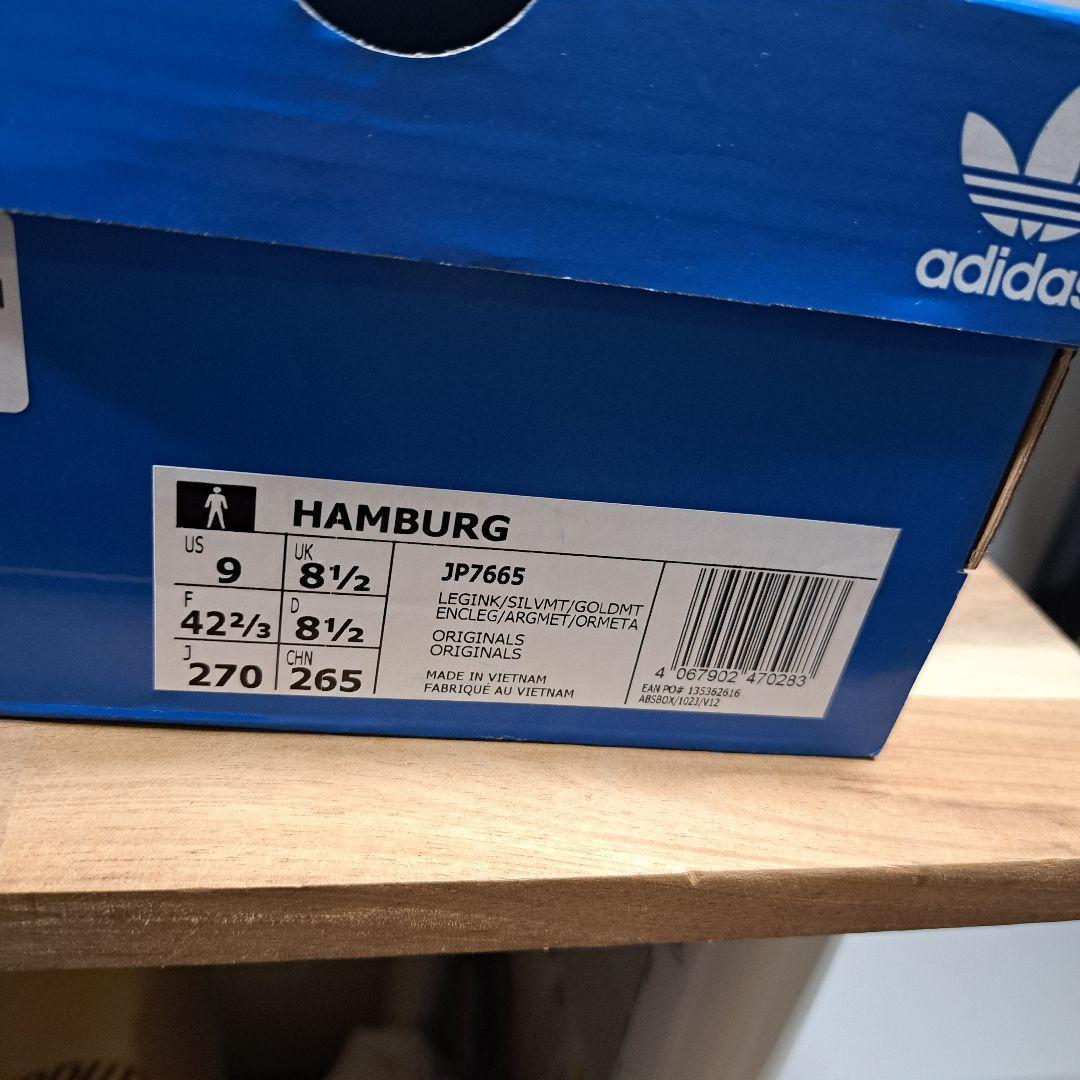 adidas
HAMBURG
US
9
UK
8½
F
42⅔
D
8½
J
270
CHN
265
JP7665
LEGINK/SILVMT/GOLDMT
ENCLEG/ARGMET/ORMETA
ORIGINALS
ORIGINALS
MADE IN VIETNAM
FABRIQUÉ AU VIETNAM
4 067902 470283
EAN PO# 135362616
ABSBOX/1023/V12